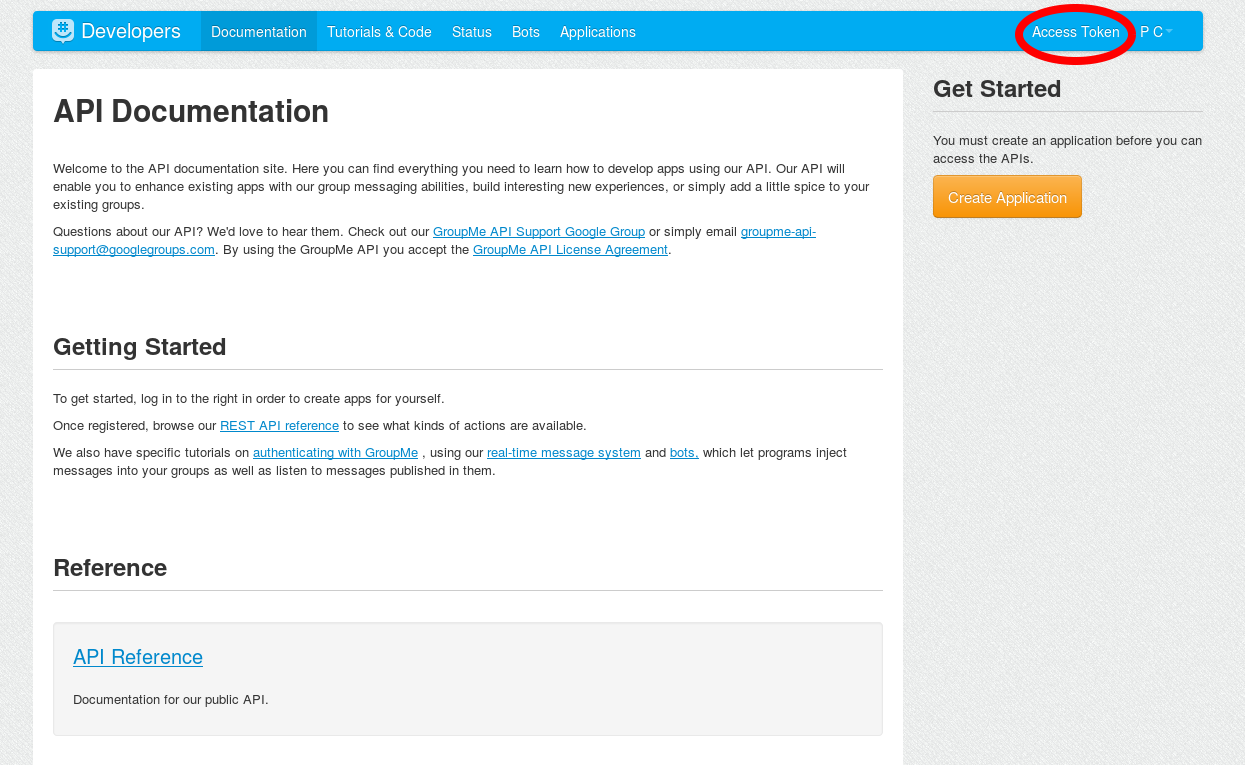 Developers Documentation Tutorials & Code Status Bots Applications Access Token P C
API Documentation
Welcome to the API documentation site. Here you can find everything you need to learn how to develop apps using our API. Our API will
enable you to enhance existing apps with our group messaging abilities, build interesting new experiences, or simply add a little spice to your
existing groups.
Questions about our API? We'd love to hear them. Check out our GroupMe API Support Google Group or simply email groupme-api-
support@googlegroups.com. By using the GroupMe API you accept the GroupMe API License Agreement.
Getting Started
To get started, log in to the right in order to create apps for yourself.
Once registered, browse our REST API reference to see what kinds of actions are available.
We also have specific tutorials on authenticating with GroupMe , using our real-time message system and bots, which let programs inject
messages into your groups as well as listen to messages published in them.
Reference
API Reference
Documentation for our public API.
Get Started
You must create an application before you can
access the APIs.
Create Application